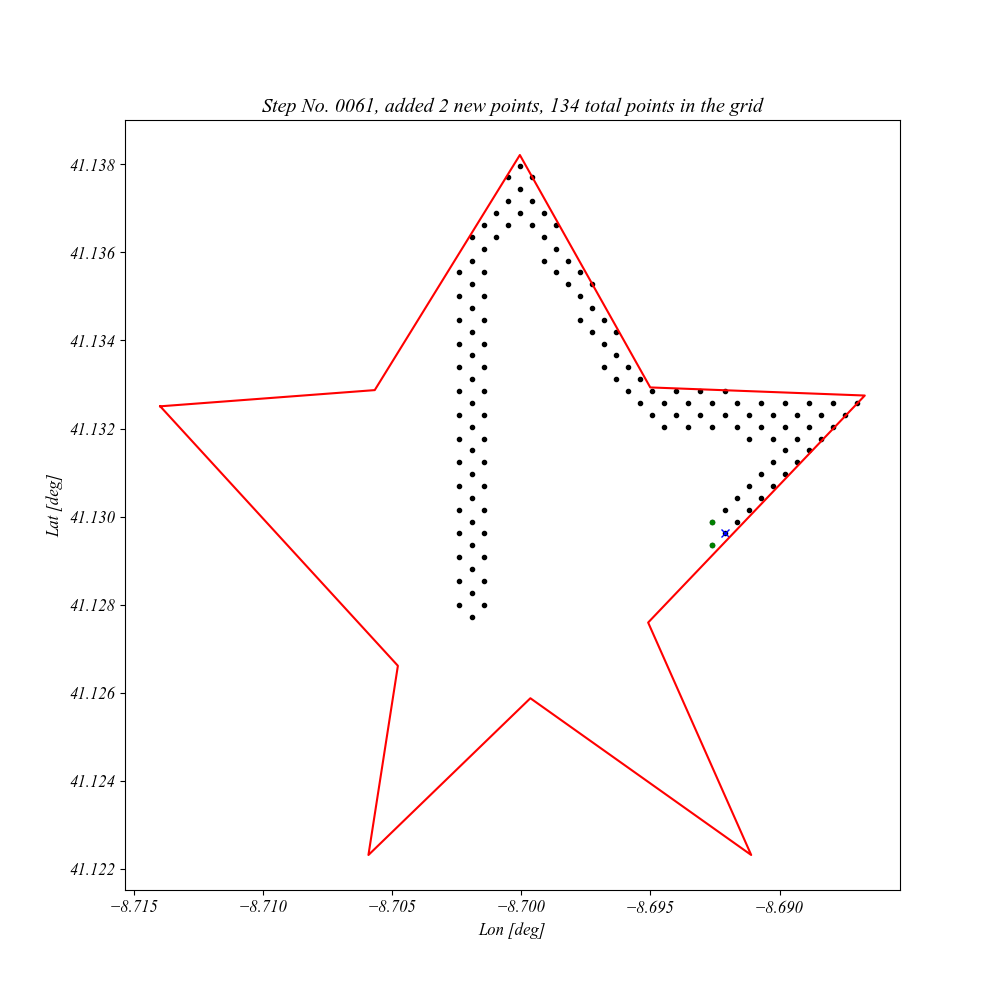 Step No. 0061, added 2 new points, 134 total points in the grid
41.138
41.136
41.134
41.132
41.130
41.128
41.126
41.124
41.122
Lat [deg]
−8.715 −8.710 −8.705 −8.700 −8.695 −8.690
Lon [deg]